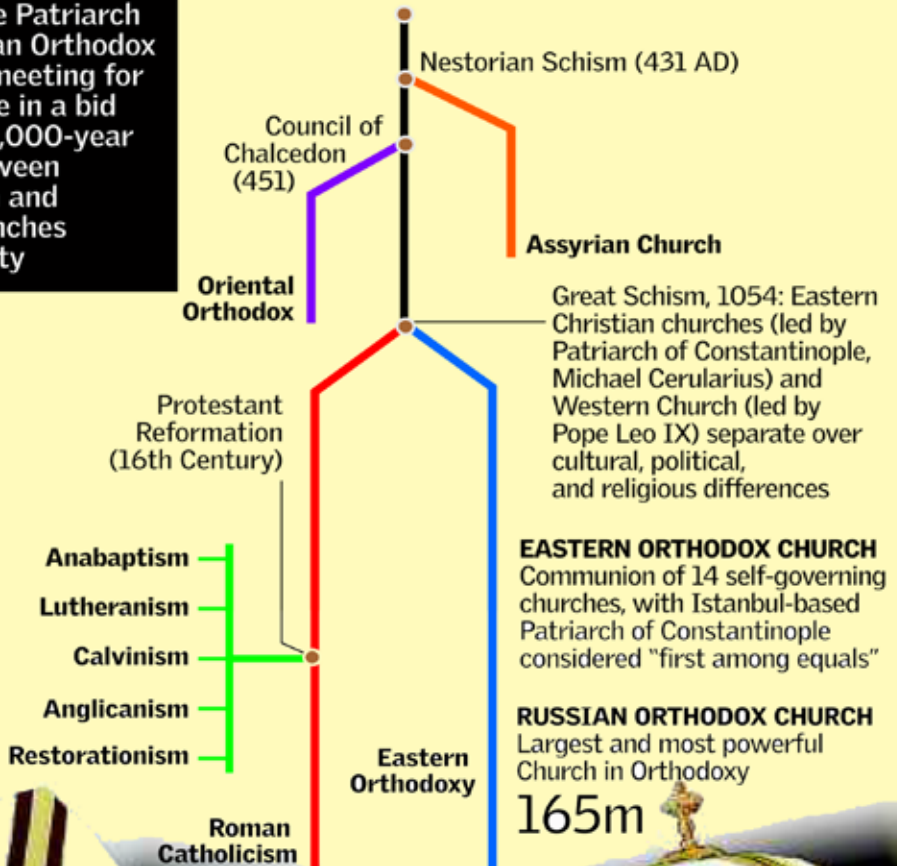 e Patriarch
an Orthodox
meeting for
e in a bid
,000-year
ween
and
nches
ty
Nestorian Schism (431 AD)
Council of
Chalcedon
(451)
Assyrian Church
Oriental
Orthodox
Great Schism, 1054: Eastern
Christian churches (led by
Patriarch of Constantinople,
Michael Cerularius) and
Western Church (led by
Pope Leo IX) separate over
cultural, political,
and religious differences
Protestant
Reformation
(16th Century)
Anabaptism
Lutheranism
Calvinism
Anglicanism
Restorationism
EASTERN ORTHODOX CHURCH
Communion of 14 self-governing
churches, with Istanbul-based
Patriarch of Constantinople
considered “first among equals”
RUSSIAN ORTHODOX CHURCH
Largest and most powerful
Church in Orthodoxy
165m
Eastern
Orthodoxy
Roman
Catholicism